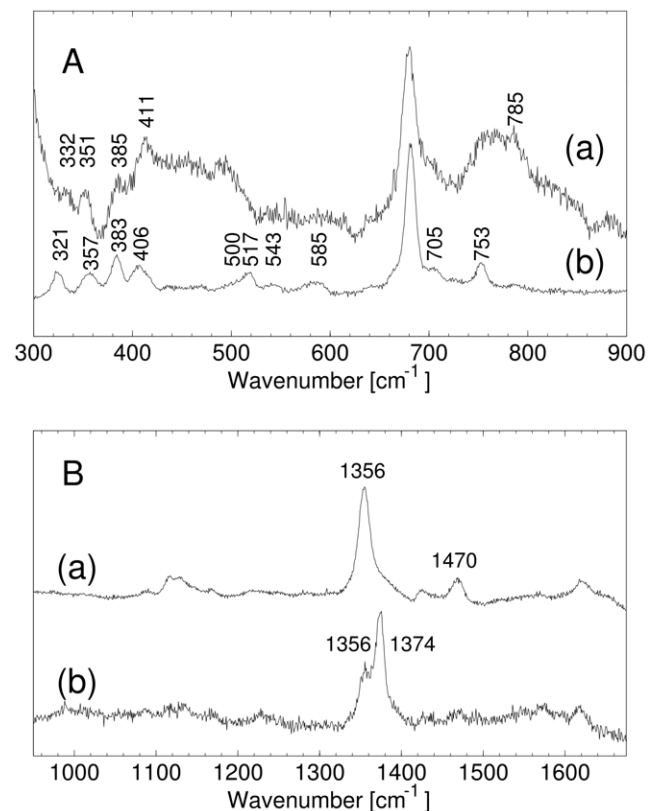 A
332 351 385 411 785
(a)
321 357 383 406 500 517 543 585 705 753
(b)
300 400 500 600 700 800 900
Wavenumber [cm-1 ]
B
1356
(a)
1470
1356 1374
(b)
1000 1100 1200 1300 1400 1500 1600
Wavenumber [cm-1 ]